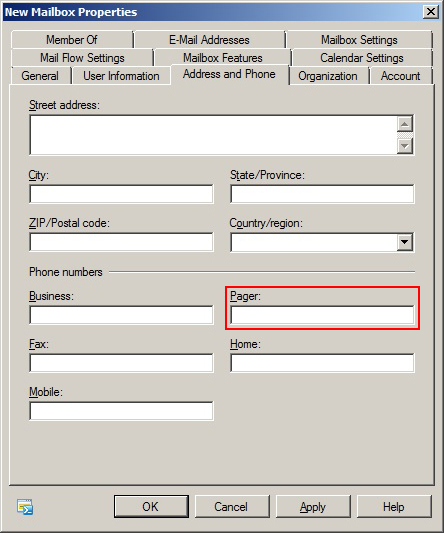 New Mailbox Properties
Member Of E-Mail Addresses Mailbox Settings
Mail Flow Settings Mailbox Features Calendar Settings
General User Information Address and Phone Organization Account
Street address:
City: State/Province:
ZIP/Postal code: Country/region:
Phone numbers
Business: Pager:
Fax: Home:
Mobile:
OK Cancel Apply Help